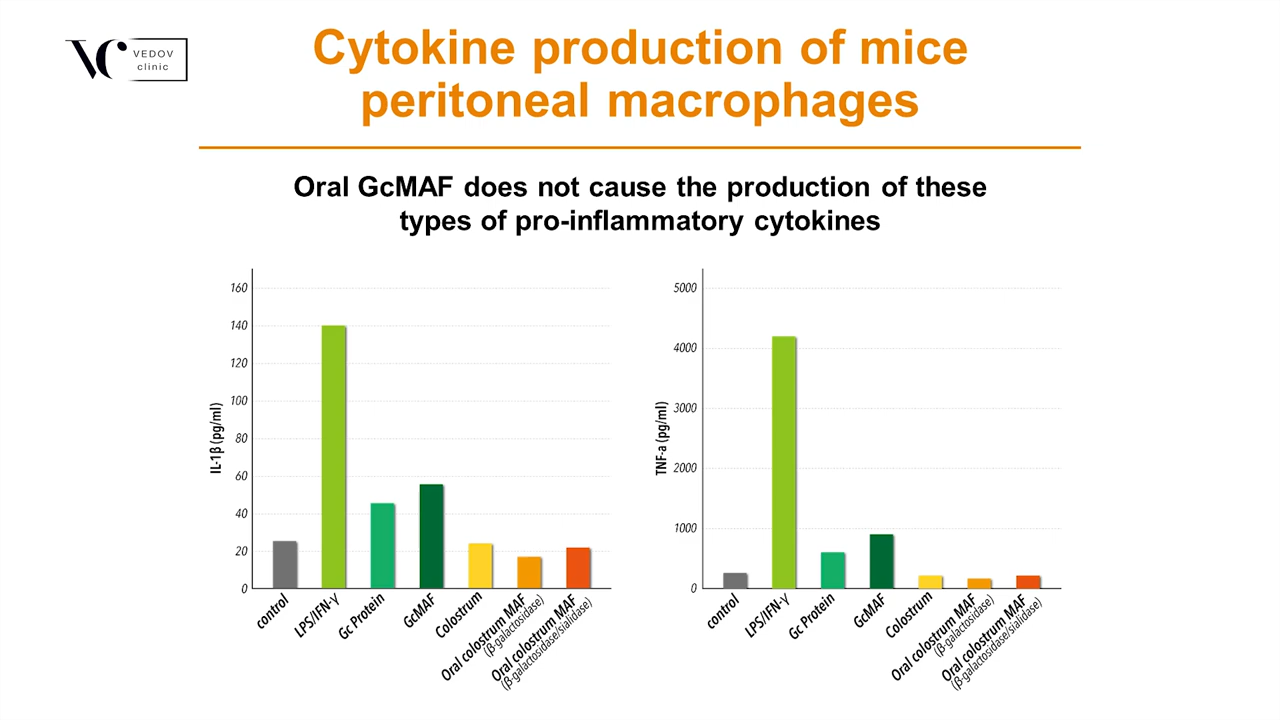 VC VEDOV
clinic
Cytokine production of mice
peritoneal macrophages
Oral GcMAF does not cause the production of these
types of pro-inflammatory cytokines
IL-1β (pg/ml)
160
140
120
100
80
60
40
20
0
control
LPS/IFN-γ
Gc Protein
GcMAF
Colostrum
Oral colostrum MAF
(β-galactosidase)
Oral colostrum MAF
(β-galactosidase/sialidase)
TNF-a (pg/ml)
5000
4000
3000
2000
1000
0
control
LPS/IFN-γ
Gc Protein
GcMAF
Colostrum
Oral colostrum MAF
(β-galactosidase)
Oral colostrum MAF
(β-galactosidase/sialidase)